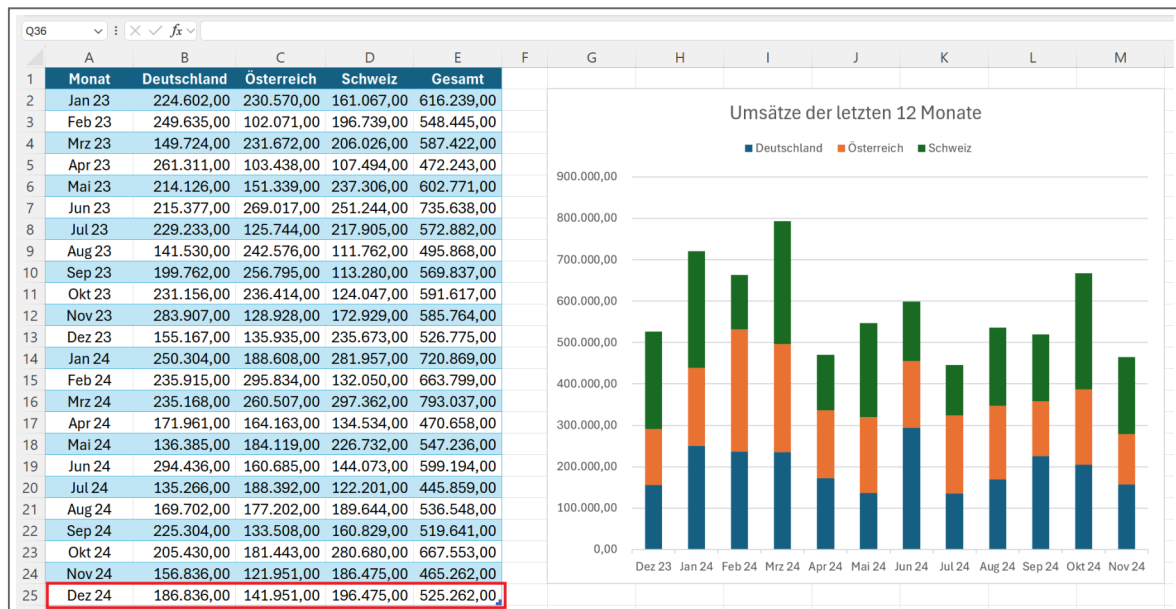 Q36 fx
A B C D E F G H I J K L M
1 Monat Deutschland Österreich Schweiz Gesamt
2 Jan 23 224.602,00 230.570,00 161.067,00 616.239,00
3 Feb 23 249.635,00 102.071,00 196.739,00 548.445,00
4 Mrz 23 149.724,00 231.672,00 206.026,00 587.422,00
5 Apr 23 261.311,00 103.438,00 107.494,00 472.243,00
6 Mai 23 214.126,00 151.339,00 237.306,00 602.771,00
7 Jun 23 215.377,00 269.017,00 251.244,00 735.638,00
8 Jul 23 229.233,00 125.744,00 217.905,00 572.882,00
9 Aug 23 141.530,00 242.576,00 111.762,00 495.868,00
10 Sep 23 199.762,00 256.795,00 113.280,00 569.837,00
11 Okt 23 231.156,00 236.414,00 124.047,00 591.617,00
12 Nov 23 283.907,00 128.928,00 172.929,00 585.764,00
13 Dez 23 155.167,00 135.935,00 235.673,00 526.775,00
14 Jan 24 250.304,00 188.608,00 281.957,00 720.869,00
15 Feb 24 235.915,00 295.834,00 132.050,00 663.799,00
16 Mrz 24 235.168,00 260.507,00 297.362,00 793.037,00
17 Apr 24 171.961,00 164.163,00 134.534,00 470.658,00
18 Mai 24 136.385,00 184.119,00 226.732,00 547.236,00
19 Jun 24 294.436,00 160.685,00 144.073,00 599.194,00
20 Jul 24 135.266,00 188.392,00 122.201,00 445.859,00
21 Aug 24 169.702,00 177.202,00 189.644,00 536.548,00
22 Sep 24 225.304,00 133.508,00 160.829,00 519.641,00
23 Okt 24 205.430,00 181.443,00 280.680,00 667.553,00
24 Nov 24 156.836,00 121.951,00 186.475,00 465.262,00
25 Dez 24 186.836,00 141.951,00 196.475,00 525.262,00
Umsätze der letzten 12 Monate
Deutschland Österreich Schweiz
900.000,00
800.000,00
700.000,00
600.000,00
500.000,00
400.000,00
300.000,00
200.000,00
100.000,00
0,00
Dez 23 Jan 24 Feb 24 Mrz 24 Apr 24 Mai 24 Jun 24 Jul 24 Aug 24 Sep 24 Okt 24 Nov 24